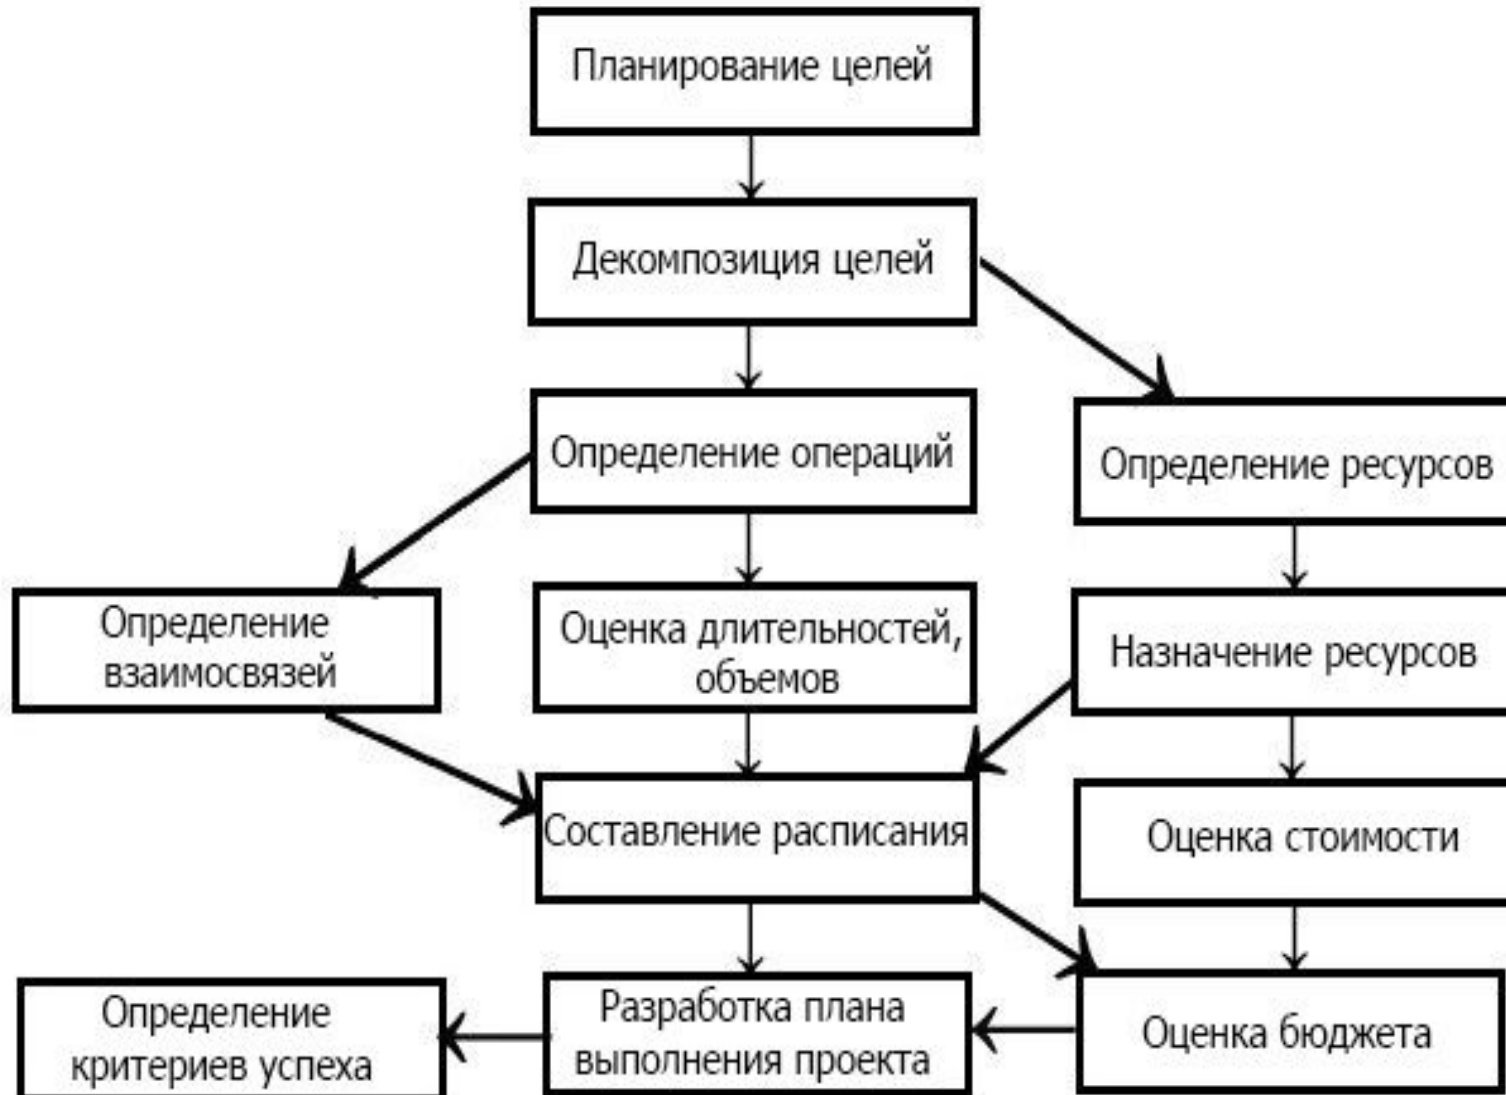 Планирование целей
Декомпозиция целей
Определение операций
Определение ресурсов
Определение
взаимосвязей
Оценка длительностей,
объемов
Назначение ресурсов
Составление расписания
Оценка стоимости
Определение
критериев успеха
Разработка плана
выполнения проекта
Оценка бюджета